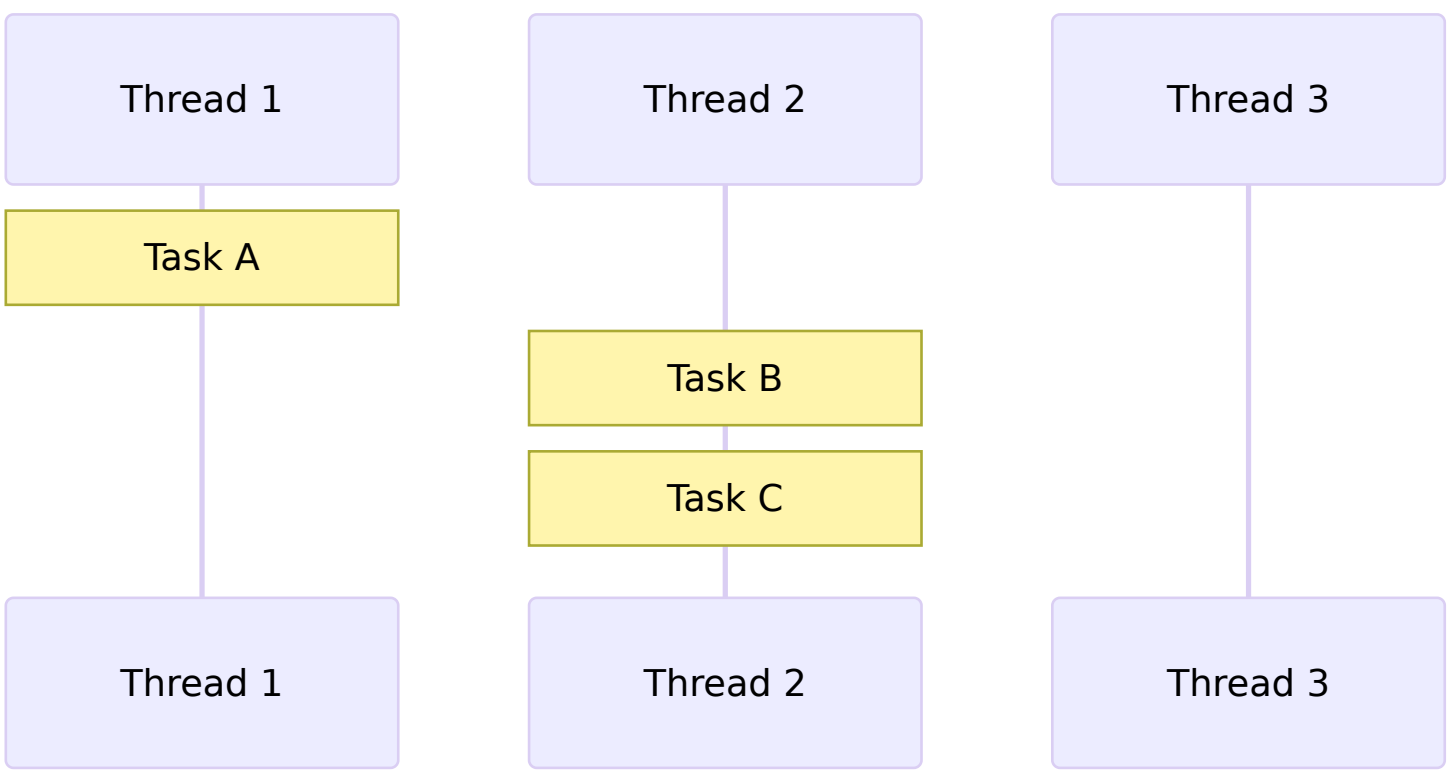 Thread 1
Thread 2
Thread 3
Task A
Task B
Task C
Thread 1
Thread 2
Thread 3